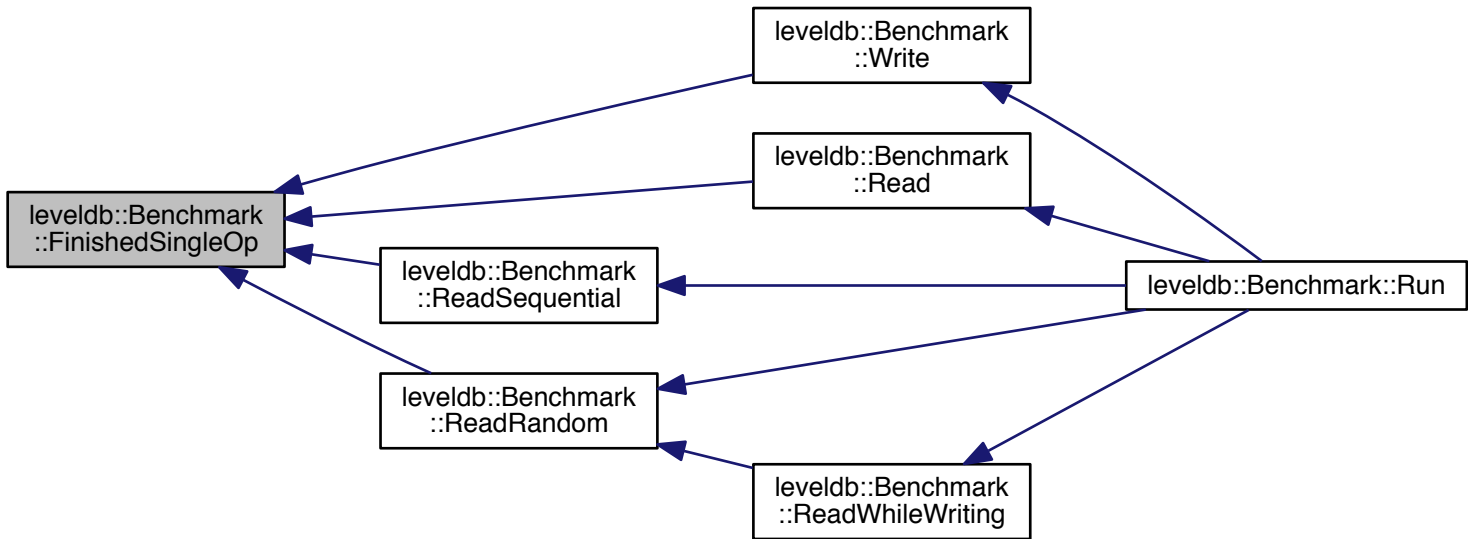 leveldb::Benchmark
::Write
leveldb::Benchmark
::Read
leveldb::Benchmark
::FinishedSingleOp
leveldb::Benchmark
::ReadSequential
leveldb::Benchmark::Run
leveldb::Benchmark
::ReadRandom
leveldb::Benchmark
::ReadWhileWriting